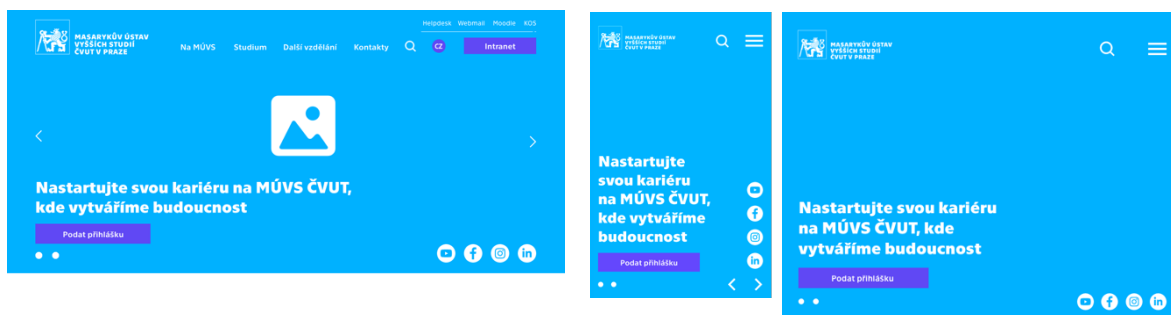 Helpdesk Webmail Moodle KOS
MASARYKŮV ÚSTAV
VYŠŠÍCH STUDIÍ
ČVUT V PRAZE
Na MÚVS Studium Další vzdělání Kontakty CZ Intranet
Nastartujte svou kariéru na MÚVS ČVUT,
kde vytváříme budoucnost
Podat přihlášku
MASARYKŮV ÚSTAV
VYŠŠÍCH STUDIÍ
ČVUT V PRAZE
Nastartujte
svou kariéru
na MÚVS ČVUT,
kde vytváříme
budoucnost
Podat přihlášku
MASARYKŮV ÚSTAV
VYŠŠÍCH STUDIÍ
ČVUT V PRAZE
Nastartujte svou kariéru
na MÚVS ČVUT, kde
vytváříme budoucnost
Podat přihlášku